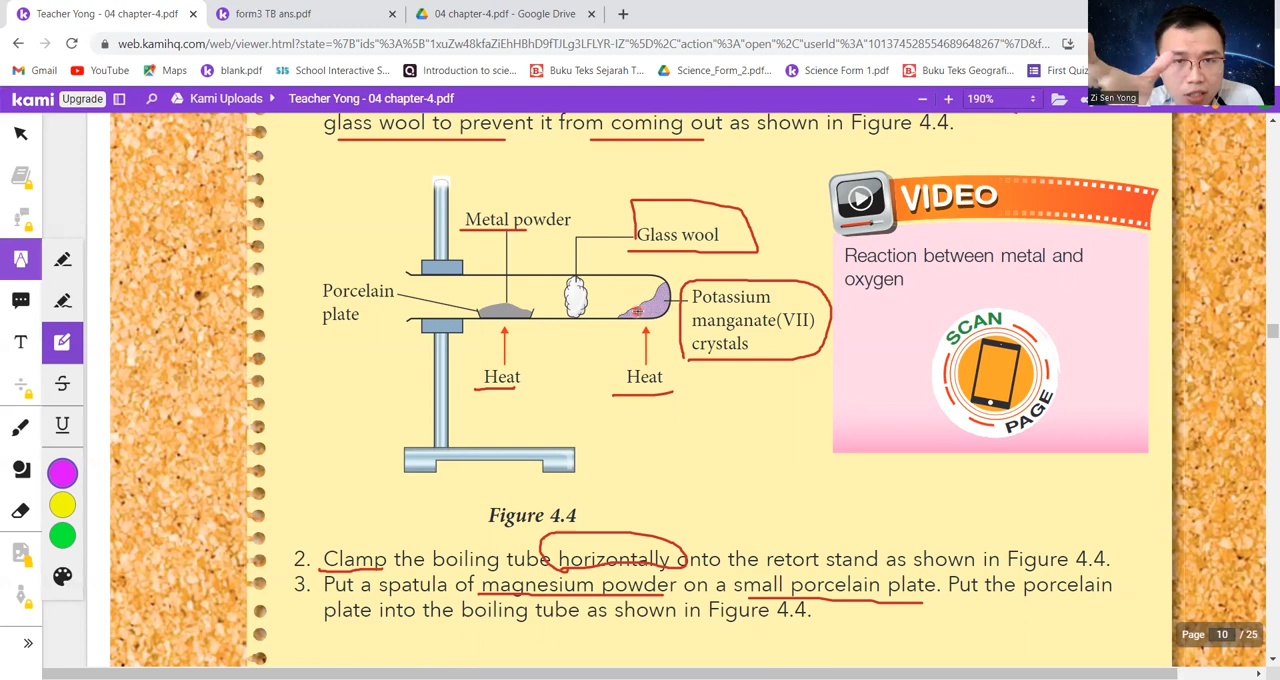 Teacher Yong - 04 chapter-4.pdf
form3 TB ans.pdf
04 chapter-4.pdf - Google Drive
web.kamihq.com/web/viewer.html?state=%7B"ids"%3A%5B"1xuZw48kfaZiEhHBhD9fTJLg3LFLYR-IZ"%5D%2C"action"%3A"open"%2C"userId"%3A"101374528554689648267"%7D&f...
Gmail
YouTube
Maps
blank.pdf
School Interactive S...
Introduction to scie...
Buku Teks Sejarah T...
Science_Form_2.pdf...
Science Form 1.pdf
Buku Teks Geografi...
First Quiz
Zi Sen Yong
kami
Upgrade
Kami Uploads
Teacher Yong - 04 chapter-4.pdf
190%
glass wool to prevent it from coming out as shown in Figure 4.4.
Metal powder
Glass wool
Porcelain
plate
Potassium
manganate(VII)
crystals
Heat
Heat
VIDEO
Reaction between metal and
oxygen
SCAN
PAGE
Figure 4.4
2. Clamp the boiling tube horizontally onto the retort stand as shown in Figure 4.4.
3. Put a spatula of magnesium powder on a small porcelain plate. Put the porcelain
plate into the boiling tube as shown in Figure 4.4.
Page 10 / 25